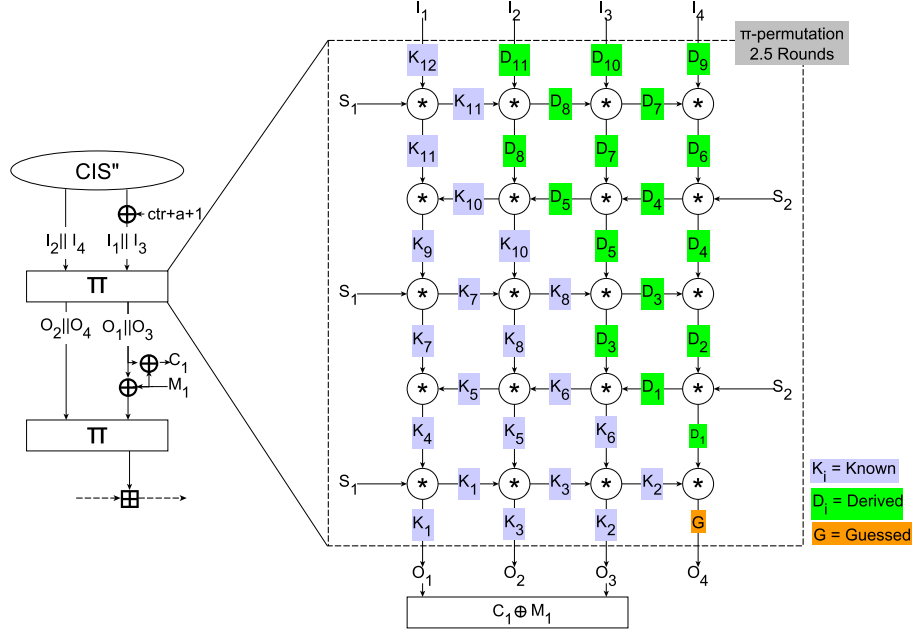 I₁ I₂ I₃ I₄
π-permutation
2.5 Rounds
K₁₂ D₁₁ D₁₀ D₉
S₁ * K₁₁ * D₈ * D₇ *
K₁₁ D₈ D₇ D₆
CIS"
* K₁₀ * D₅ * D₄ * S₂
ctr+a+1
I₂|| I₄ I₁|| I₃
K₉ K₁₀ D₅ D₄
π
S₁ * K₇ * K₈ * D₃ *
O₂||O₄ O₁||O₃
K₇ K₈ D₃ D₂
C₁
M₁
* K₅ * K₆ * D₁ * S₂
π
K₄ K₅ K₆ D₁
S₁ * K₁ * K₃ * K₂ *
K₁ K₃ K₂ G
Kᵢ = Known
Dᵢ = Derived
G = Guessed
O₁ O₂ O₃ O₄
C₁ ⊕ M₁